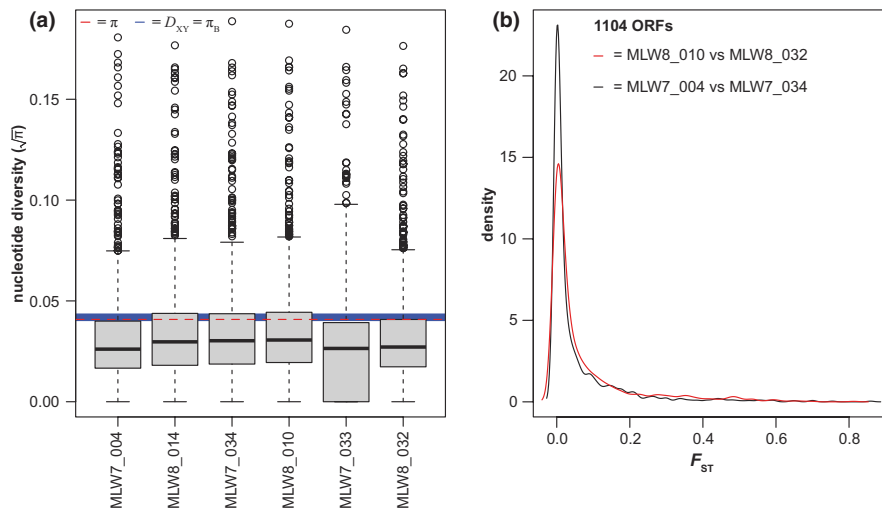 (a)
= π
= D_XY = π_B
nucleotide diversity (√π)
0.15
0.10
0.05
0.00
MLW7_004
MLW8_014
MLW7_034
MLW8_010
MLW7_033
MLW8_032
(b)
1104 ORFs
= MLW8_010 vs MLW8_032
= MLW7_004 vs MLW7_034
density
20
15
10
5
0
0.0 0.2 0.4 0.6 0.8
F_ST